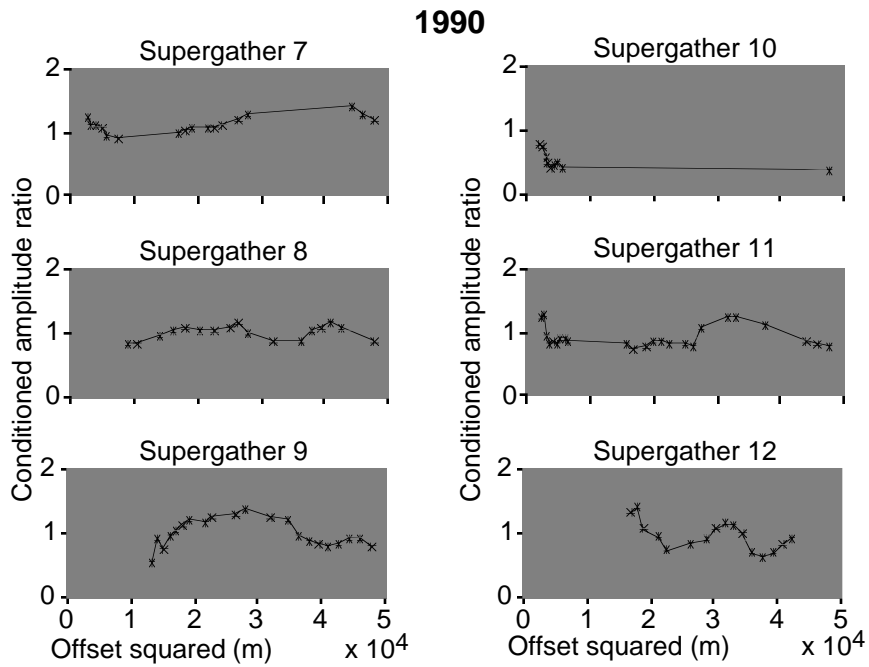 1990
Supergather 7
2
1
0
Supergather 10
2
1
0
Supergather 8
2
1
0
Supergather 11
2
1
0
Supergather 9
2
1
0
0 1 2 3 4 5
Offset squared (m) x 10^4
Supergather 12
2
1
0
0 1 2 3 4 5
Offset squared (m) x 10^4
Conditioned amplitude ratio
Conditioned amplitude ratio